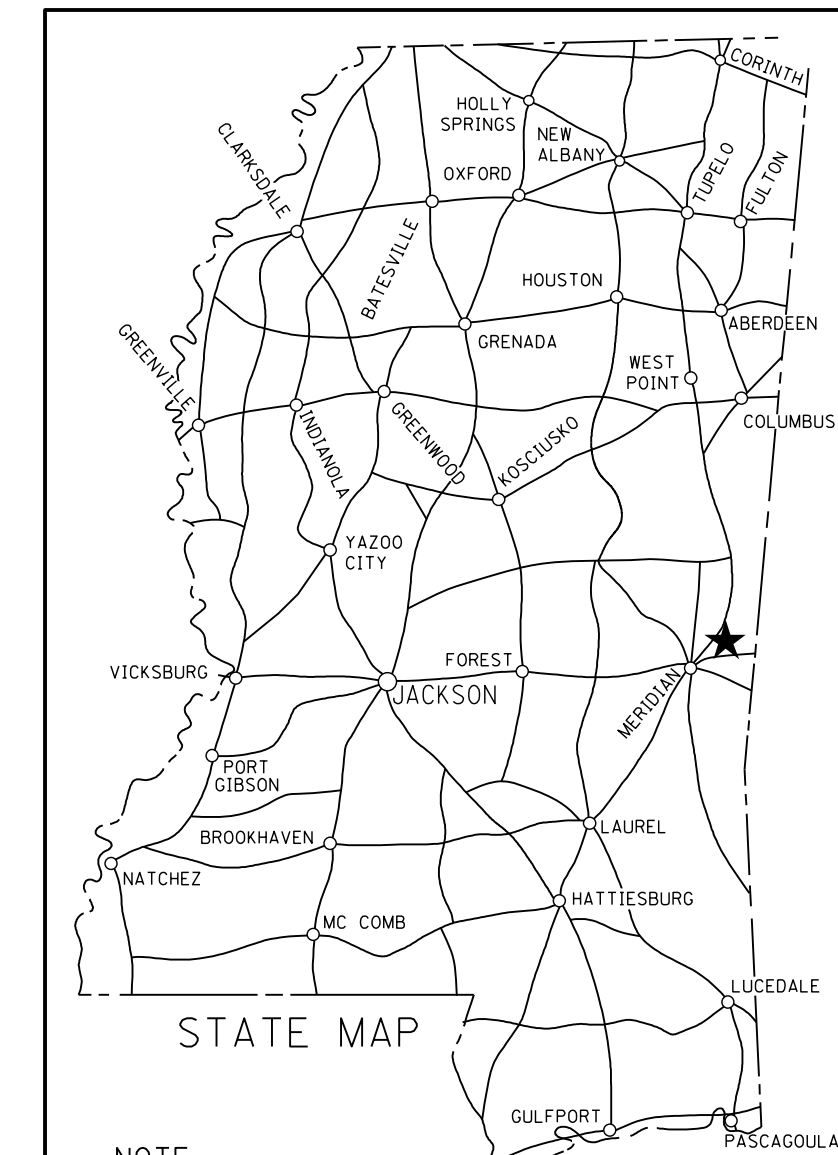 CORINTH
HOLLY
SPRINGS
NEW
ALBANY
CLARKSDALE
OXFORD
TUPELO
FULTON
BATESVILLE
HOUSTON
ABERDEEN
GREENVILLE
GRENADA
WEST
POINT
COLUMBUS
INDIANOLA
GREENWOOD
KOSCIUSKO
YAZOO
CITY
VICKSBURG
FOREST
JACKSON
MERIDIAN
PORT
GIBSON
BROOKHAVEN
LAUREL
NATCHEZ
HATTIESBURG
MC COMB
LUCEDALE
STATE MAP
GULFPORT
PASCAGOULA
NOTE